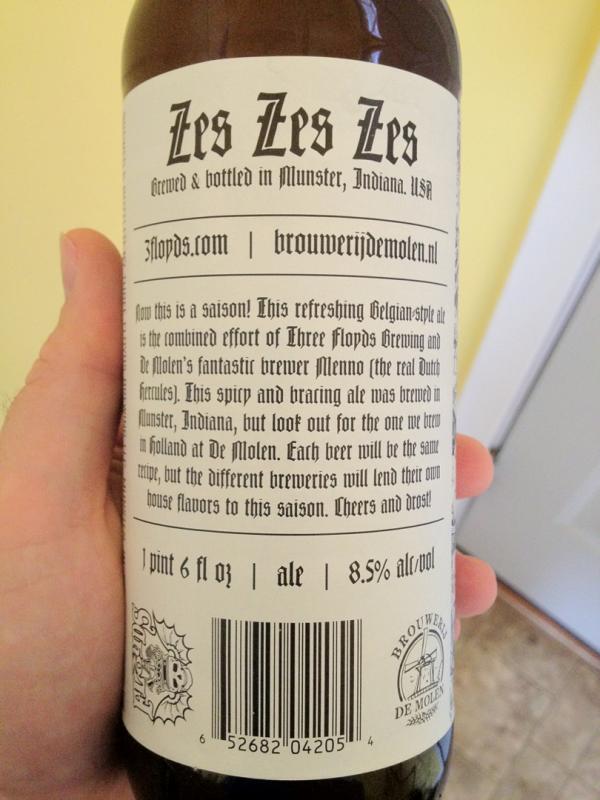 Zes Zes Zes
Brewed & bottled in Munster, Indiana. USA
3floyds.com | brouwerijdemolen.nl
Now this is a saison! This refreshing Belgian-style ale
is the combined effort of Three Floyds Brewing and
De Molen's fantastic brewer Menno (the real Dutch
Hercules). This spicy and bracing ale was brewed in
Munster, Indiana, but look out for the one we brew
in Holland at De Molen. Each beer will be the same
recipe, but the different breweries will lend their own
house flavors to this saison. Cheers and drost!
1 pint 6 fl oz | ale | 8.5% alc/vol
BROUWERIJ
DE MOLEN
6 52682 04205 4